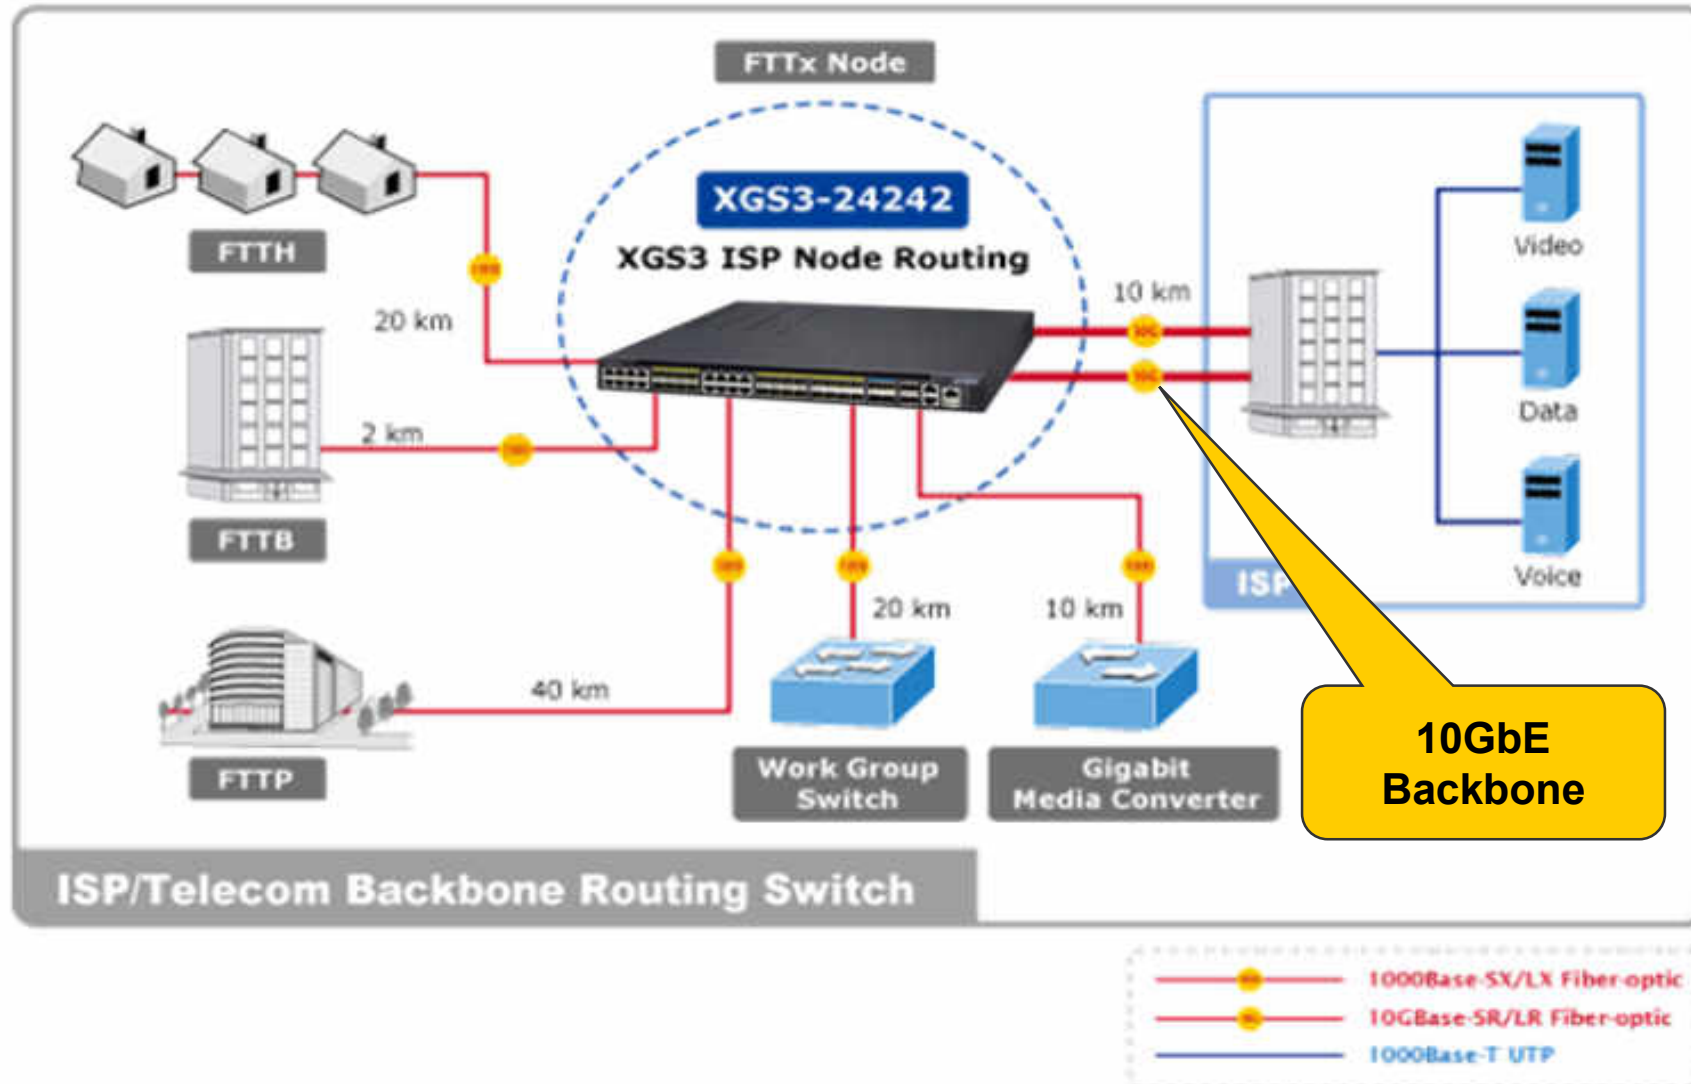 FTTx Node
XGS3-24242
XGS3 ISP Node Routing
FTTH
20 km
2 km
FTTB
40 km
FTTP
20 km
Work Group
Switch
10 km
Gigabit
Media Converter
10 km
Video
Data
Voice
ISP
10GbE
Backbone
ISP/Telecom Backbone Routing Switch
1000Base-SX/LX Fiber-optic
10GBase-SR/LR Fiber-optic
1000Base-T UTP